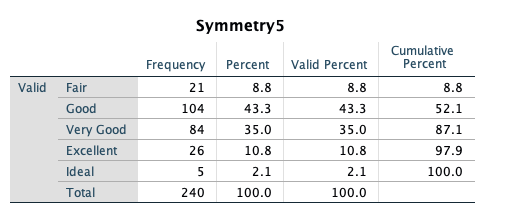 Symmetry5
Frequency Percent Valid Percent Cumulative Percent
Valid Fair 21 8.8 8.8 8.8
Good 104 43.3 43.3 52.1
Very Good 84 35.0 35.0 87.1
Excellent 26 10.8 10.8 97.9
Ideal 5 2.1 2.1 100.0
Total 240 100.0 100.0